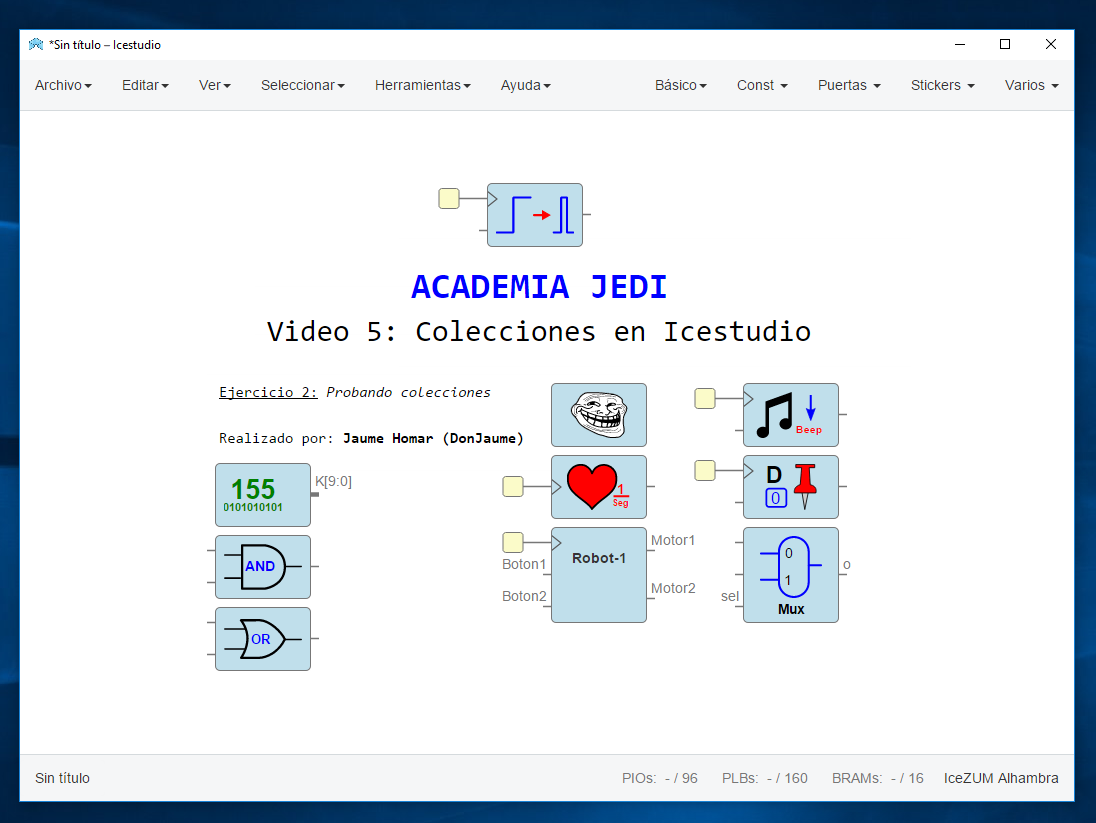 *Sin título – Icestudio
Archivo Editar Ver Seleccionar Herramientas Ayuda Básico Const Puertas Stickers Varios
ACADEMIA JEDI
Video 5: Colecciones en Icestudio
Ejercicio 2: Probando colecciones
Realizado por: Jaume Homar (DonJaume)
155
0101010101
K[9:0]
AND
OR
1
Seg
Robot-1
Boton1
Boton2
Motor1
Motor2
Beep
D
0
0
1
Mux
sel
o
Sin título PIOs: - / 96 PLBs: - / 160 BRAMs: - / 16 IceZUM Alhambra